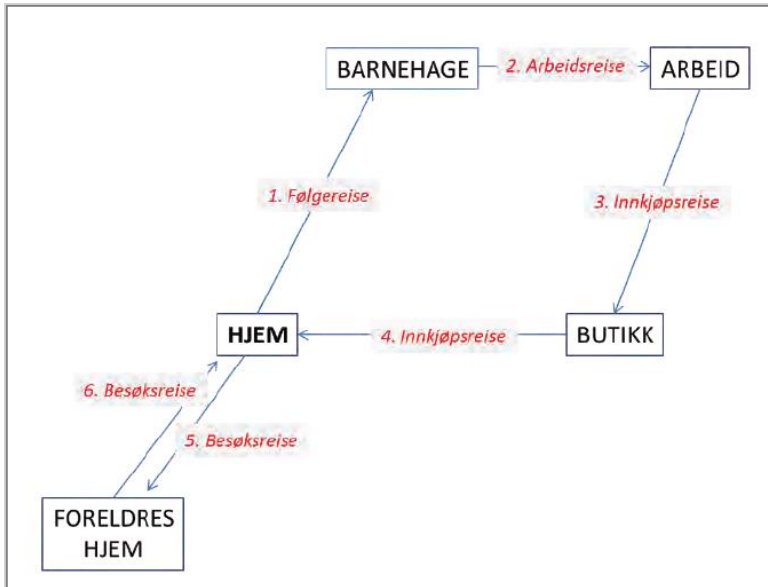 BARNEHAGE
2. Arbeidsreise
ARBEID
1. Følgereise
3. Innkjøpsreise
HJEM
4. Innkjøpsreise
BUTIKK
6. Besøksreise
5. Besøksreise
FORELDRES
HJEM